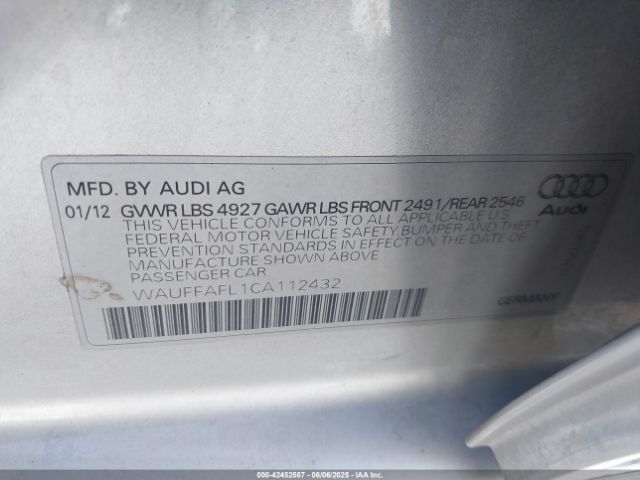 MFD. BY AUDI AG
01/12 GVWR LBS 4927 GAWR LBS FRONT 2491/REAR 2546
THIS VEHICLE CONFORMS TO ALL APPLICABLE U.S.
FEDERAL MOTOR VEHICLE SAFETY, BUMPER AND THEFT
PREVENTION STANDARDS IN EFFECT ON THE DATE OF
MANUFACTURE SHOWN ABOVE
PASSENGER CAR
WAUFFAFL1CA112432
Audi
GERMANY
000-42452587 | 06/06/2025 | IAAI.com